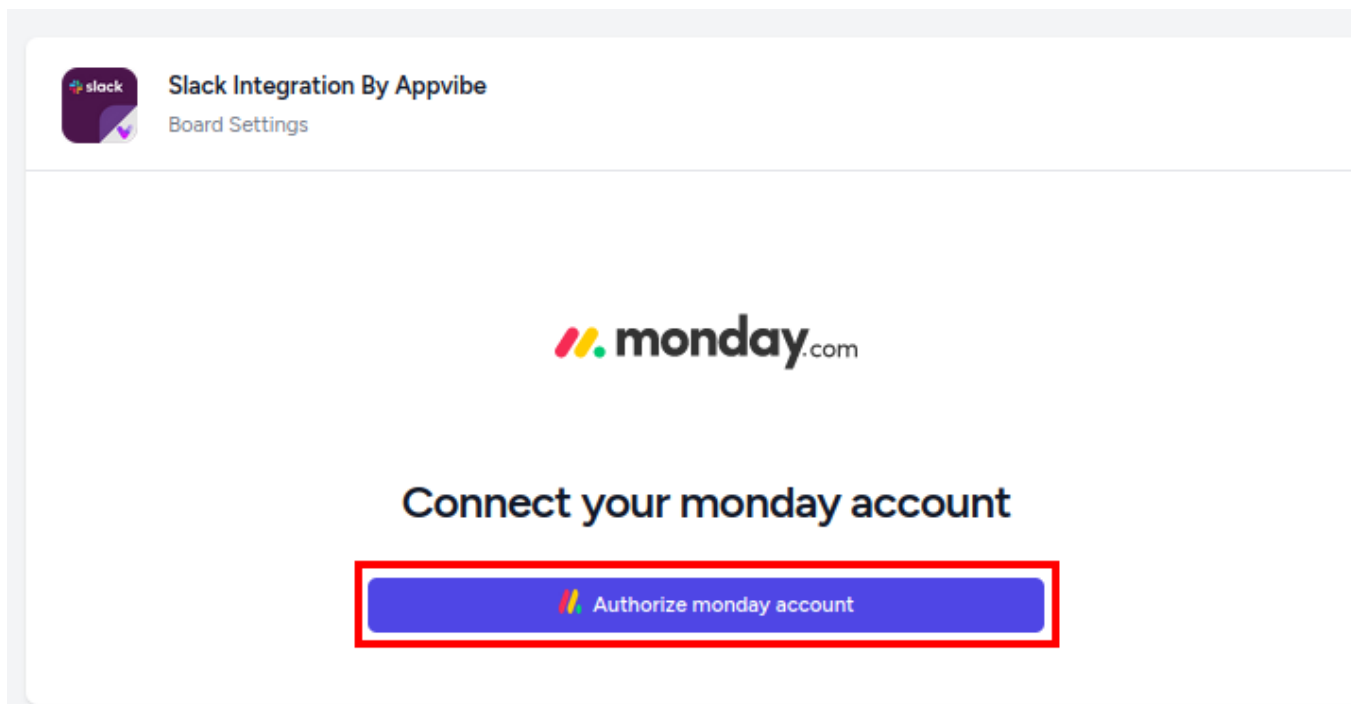 slack
Slack Integration By Appvibe
Board Settings
monday.com
Connect your monday account
Authorize monday account